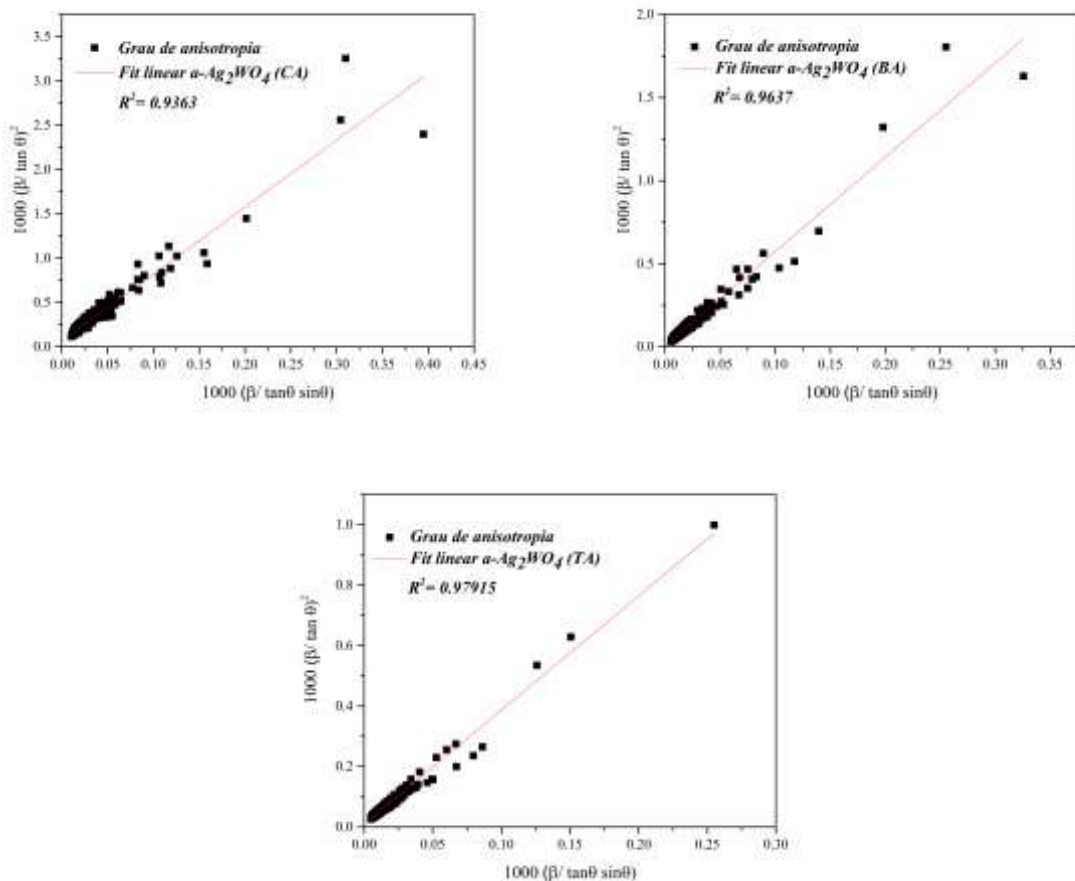 Grau de anisotropia
Fit linear a-Ag2WO4 (CA)
R2= 0.9363
1000 (β/ tan θ)2
3.5
3.0
2.5
2.0
1.5
1.0
0.5
0.0
0.00 0.05 0.10 0.15 0.20 0.25 0.30 0.35 0.40 0.45
1000 (β/ tanθ sinθ)
Grau de anisotropia
Fit linear a-Ag2WO4 (BA)
R2= 0.9637
1000 (β/ tan θ)2
2.0
1.5
1.0
0.5
0.0
0.00 0.05 0.10 0.15 0.20 0.25 0.30 0.35
1000 (β/ tanθ sinθ)
Grau de anisotropia
Fit linear a-Ag2WO4 (TA)
R2= 0.97915
1000 (β/ tan θ)2
1.0
0.8
0.6
0.4
0.2
0.0
0.00 0.05 0.10 0.15 0.20 0.25 0.30
1000 (β/ tanθ sinθ)